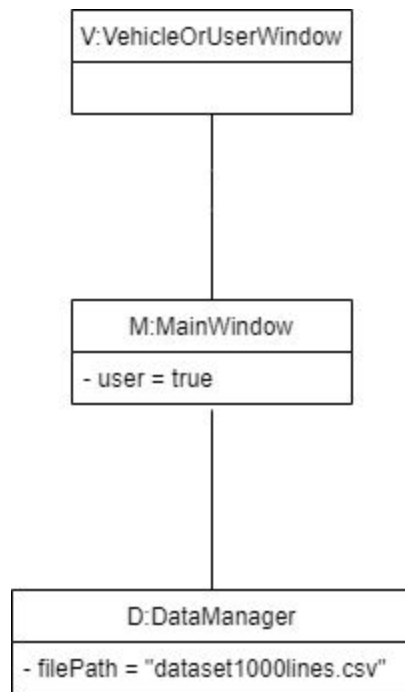 V:VehicleOrUserWindow
M:MainWindow
- user = true
D:DataManager
- filePath = "dataset1000lines.csv"